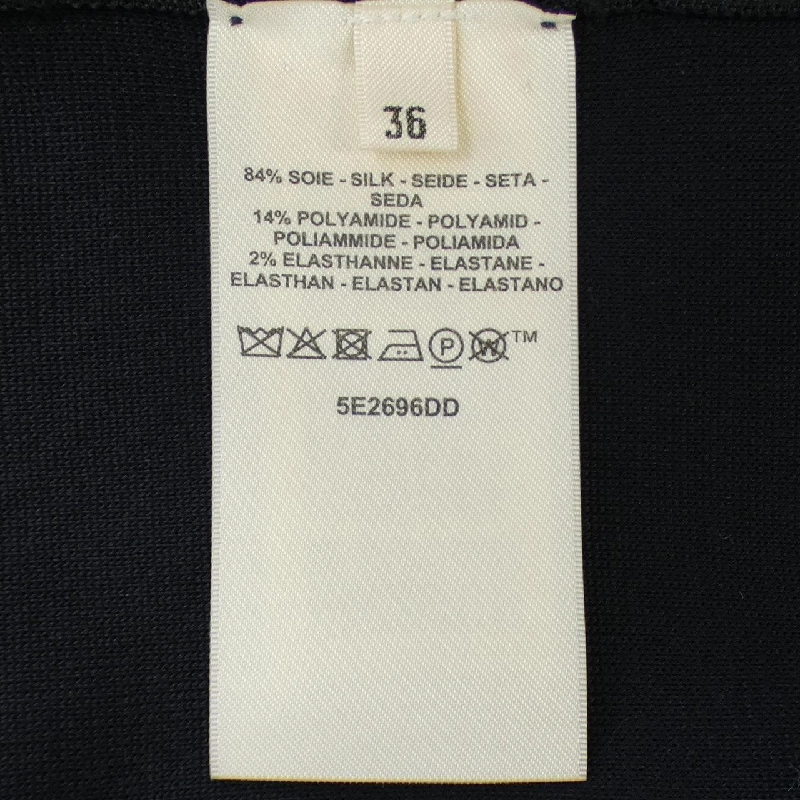 36
84% SOIE - SILK - SEIDE - SETA -
SEDA
14% POLYAMIDE - POLYAMID -
POLIAMMIDE - POLIAMIDA
2% ELASTHANNE - ELASTANE -
ELASTHAN - ELASTAN - ELASTANO
P W ™
5E2696DD